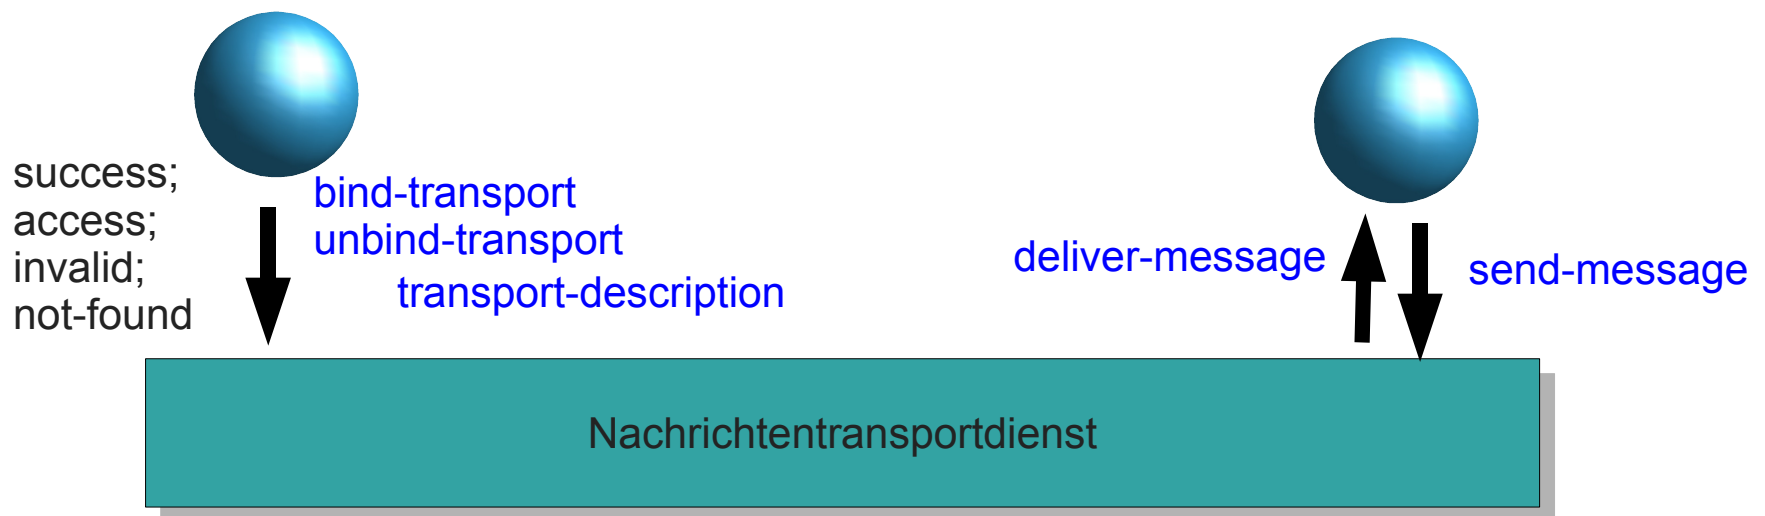 success;
access;
invalid;
not-found
bind-transport
unbind-transport
transport-description
deliver-message
send-message
Nachrichtentransportdienst